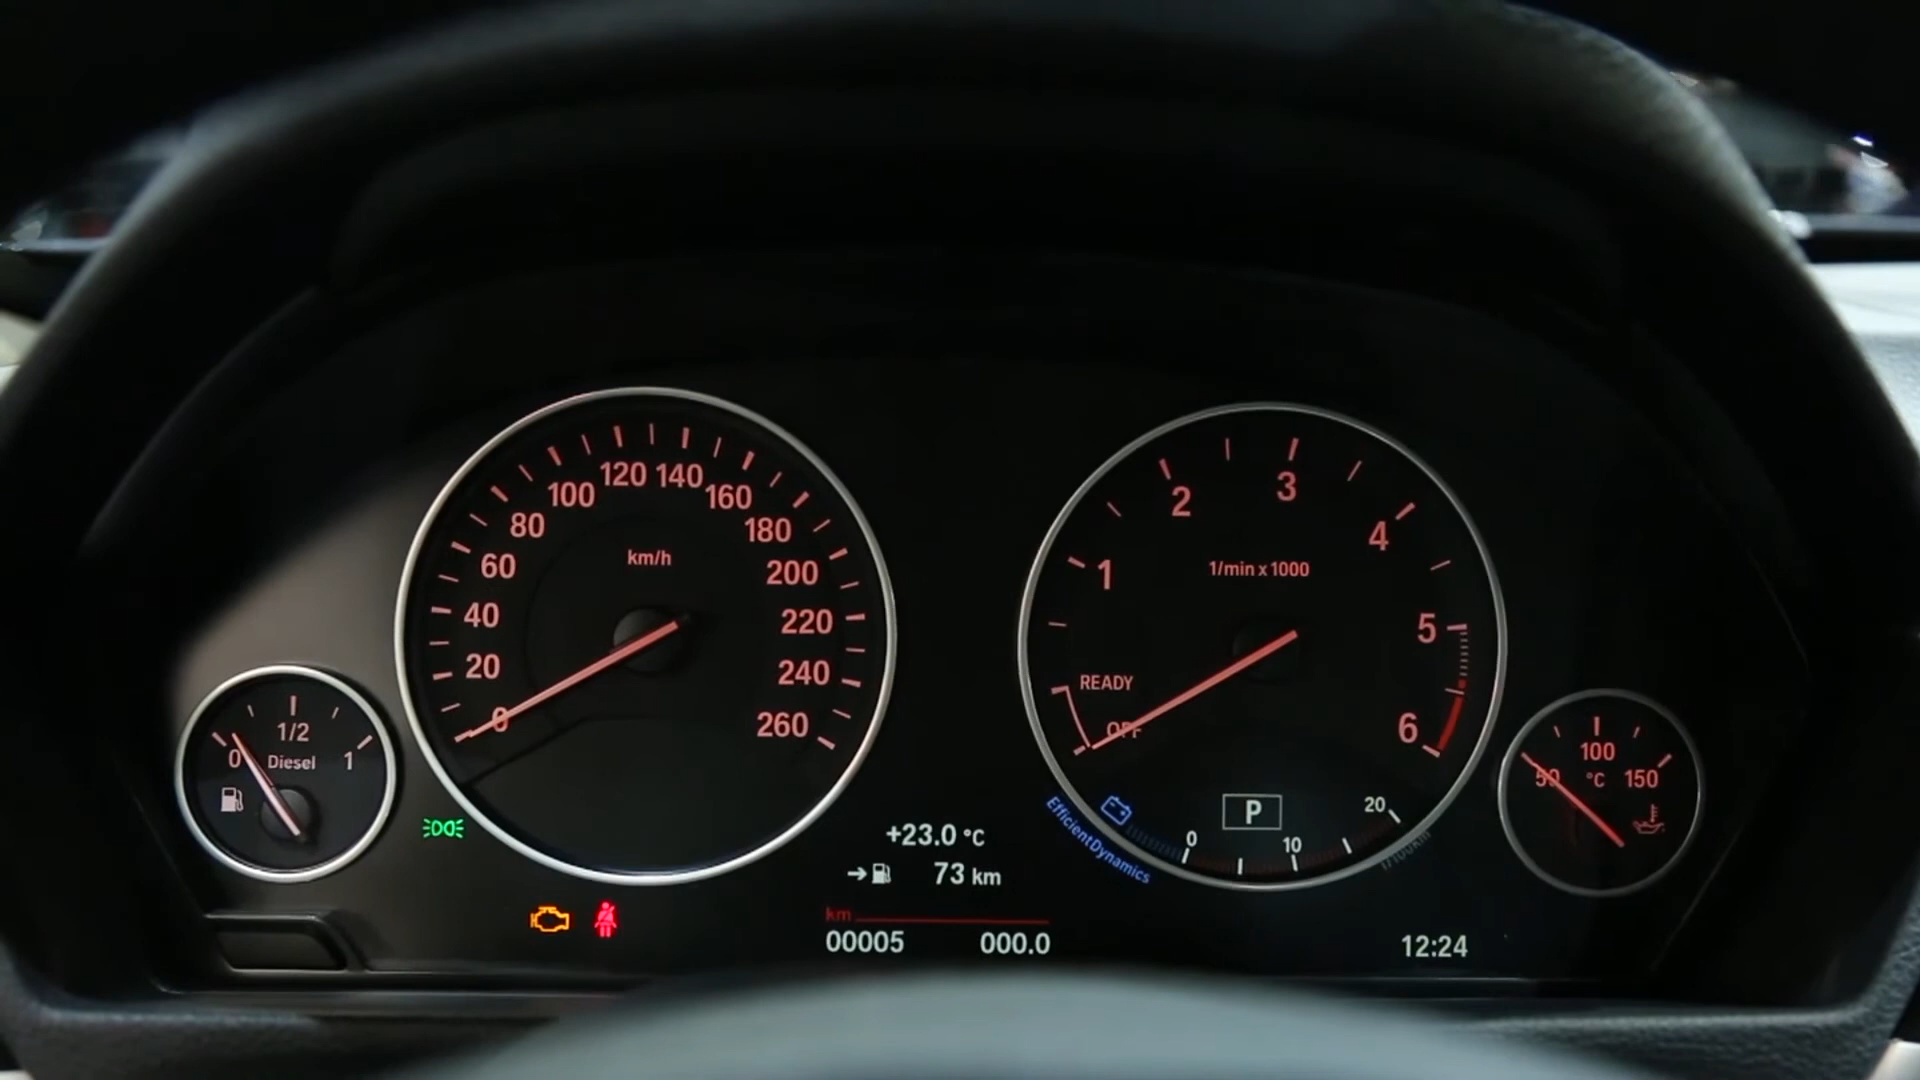 120 140
100
160
80
180
60
200
40
220
20
240
0
260
km/h
1/2
0
Diesel
1
+23.0 °C
73 km
km
00005
000.0
3
2
4
1
1/min x 1000
5
READY
OFF
6
P
20
0
10
EfficientDynamics
l/100km
12:24
100
50
°C
150